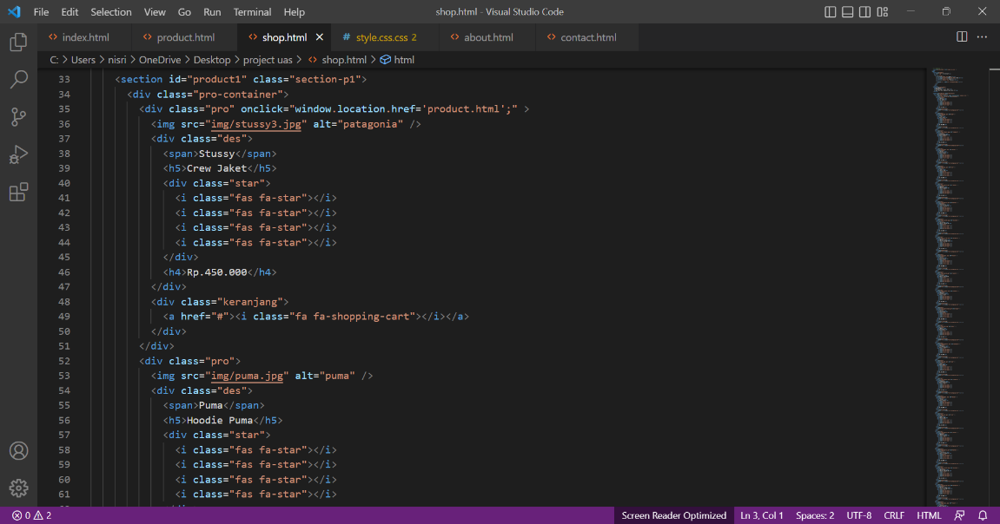 File Edit Selection View Go Run Terminal Help shop.html - Visual Studio Code
index.html product.html shop.html style.css.css 2 about.html contact.html
C: > Users > nisri > OneDrive > Desktop > project uas > shop.html > html
33 <section id="product1" class="section-p1">
34 <div class="pro-container">
35 <div class="pro" onclick="window.location.href='product.html';" >
36 <img src="img/stussy3.jpg" alt="patagonia" />
37 <div class="des">
38 <span>Stussy</span>
39 <h5>Crew Jaket</h5>
40 <div class="star">
41 <i class="fas fa-star"></i>
42 <i class="fas fa-star"></i>
43 <i class="fas fa-star"></i>
44 <i class="fas fa-star"></i>
45 </div>
46 <h4>Rp.450.000</h4>
47 </div>
48 <div class="keranjang">
49 <a href="#"><i class="fa fa-shopping-cart"></i></a>
50 </div>
51 </div>
52 <div class="pro">
53 <img src="img/puma.jpg" alt="puma" />
54 <div class="des">
55 <span>Puma</span>
56 <h5>Hoodie Puma</h5>
57 <div class="star">
58 <i class="fas fa-star"></i>
59 <i class="fas fa-star"></i>
60 <i class="fas fa-star"></i>
61 <i class="fas fa-star"></i>
0 2 Screen Reader Optimized Ln 3, Col 1 Spaces: 2 UTF-8 CRLF HTML